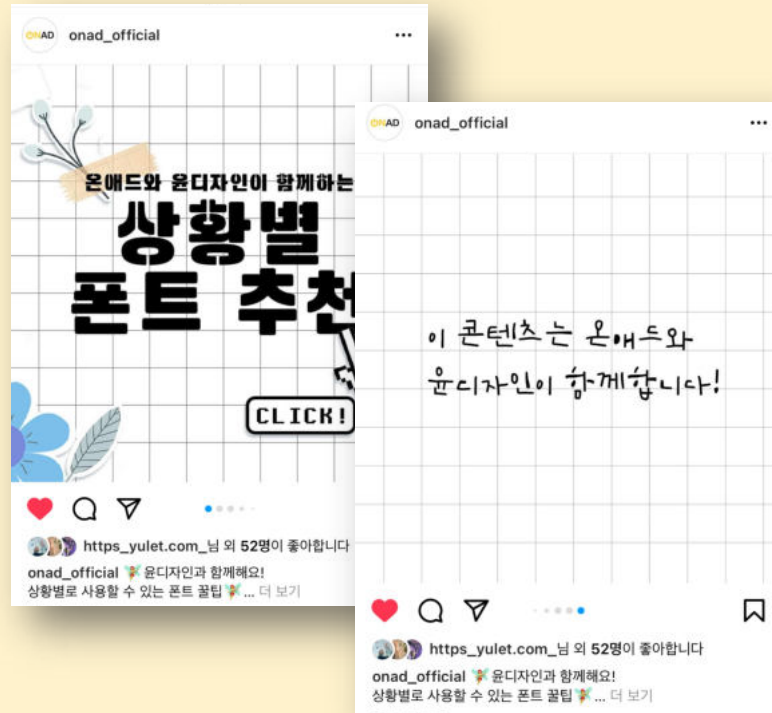 ONAD onad_official
온애드와 윤디자인이 함께하는
상황별
폰트 추천
CLICK!
https_yulet.com_님 외 52명이 좋아합니다
onad_official 🧚 윤디자인과 함께해요!
상황별로 사용할 수 있는 폰트 꿀팁🧚... 더 보기
ONAD onad_official
이 콘텐츠는 온애드와
윤디자인이 함께합니다!
https_yulet.com_님 외 52명이 좋아합니다
onad_official 🧚 윤디자인과 함께해요!
상황별로 사용할 수 있는 폰트 꿀팁🧚... 더 보기